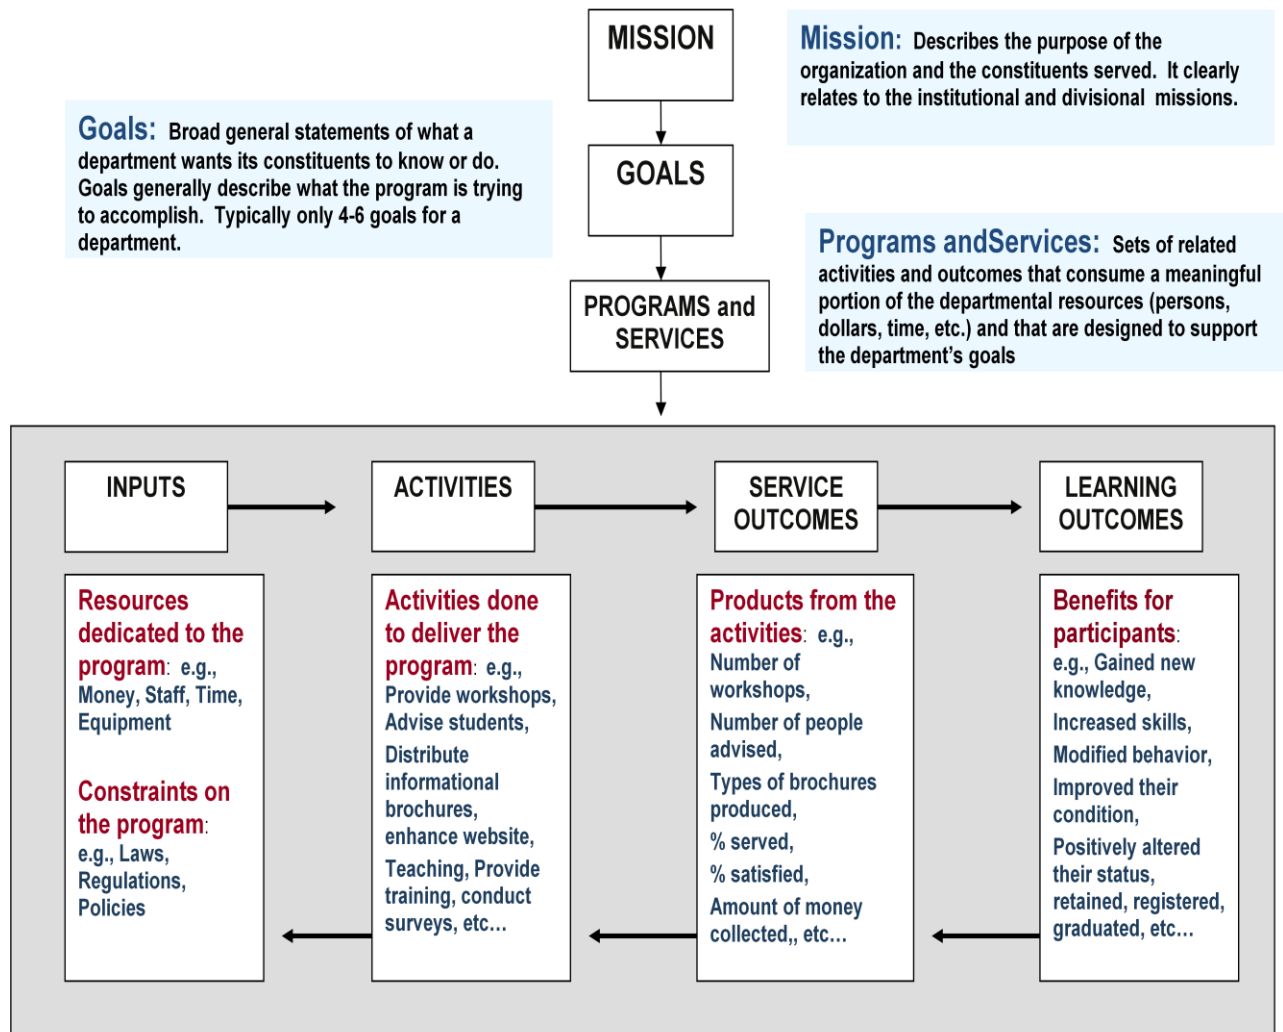 MISSION
Mission: Describes the purpose of the
organization and the constituents served. It clearly
relates to the institutional and divisional missions.
Goals: Broad general statements of what a
department wants its constituents to know or do.
Goals generally describe what the program is trying
to accomplish. Typically only 4-6 goals for a
department.
GOALS
Programs andServices: Sets of related
activities and outcomes that consume a meaningful
portion of the departmental resources (persons,
dollars, time, etc.) and that are designed to support
the department's goals
PROGRAMS and
SERVICES
INPUTS
ACTIVITIES
SERVICE
OUTCOMES
LEARNING
OUTCOMES
Resources
dedicated to the
program: e.g.,
Money, Staff, Time,
Equipment
Constraints on
the program:
e.g., Laws,
Regulations,
Policies
Activities done
to deliver the
program: e.g.,
Provide workshops,
Advise students,
Distribute
informational
brochures,
enhance website,
Teaching, Provide
training, conduct
surveys, etc…
Products from the
activities: e.g.,
Number of
workshops,
Number of people
advised,
Types of brochures
produced,
% served,
% satisfied,
Amount of money
collected,, etc…
Benefits for
participants:
e.g., Gained new
knowledge,
Increased skills,
Modified behavior,
Improved their
condition,
Positively altered
their status,
retained, registered,
graduated, etc…